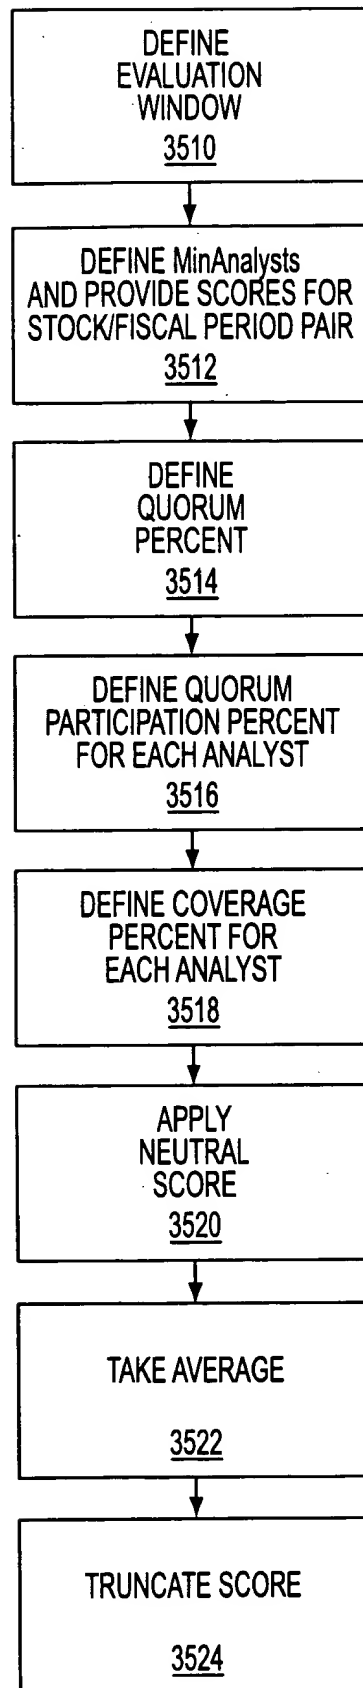 DEFINE
EVALUATION
WINDOW
3510
DEFINE MinAnalysts
AND PROVIDE SCORES FOR
STOCK/FISCAL PERIOD PAIR
3512
DEFINE
QUORUM
PERCENT
3514
DEFINE QUORUM
PARTICIPATION PERCENT
FOR EACH ANALYST
3516
DEFINE COVERAGE
PERCENT FOR
EACH ANALYST
3518
APPLY
NEUTRAL
SCORE
3520
TAKE AVERAGE
3522
TRUNCATE SCORE
3524